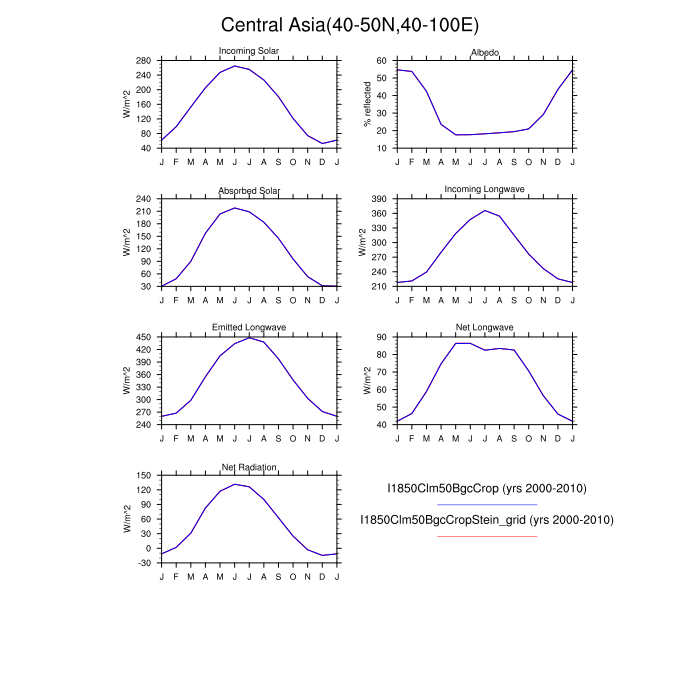 Central Asia(40-50N,40-100E)
Incoming Solar
W/m^2
280
240
200
160
120
80
40
J F M A M J J A S O N D J
Albedo
% reflected
60
50
40
30
20
10
J F M A M J J A S O N D J
Absorbed Solar
W/m^2
240
210
180
150
120
90
60
30
J F M A M J J A S O N D J
Incoming Longwave
W/m^2
390
360
330
300
270
240
210
J F M A M J J A S O N D J
Emitted Longwave
W/m^2
450
420
390
360
330
300
270
240
J F M A M J J A S O N D J
Net Longwave
W/m^2
90
80
70
60
50
40
J F M A M J J A S O N D J
Net Radiation
W/m^2
150
120
90
60
30
0
-30
J F M A M J J A S O N D J
I1850Clm50BgcCrop (yrs 2000-2010)
I1850Clm50BgcCropStein_grid (yrs 2000-2010)